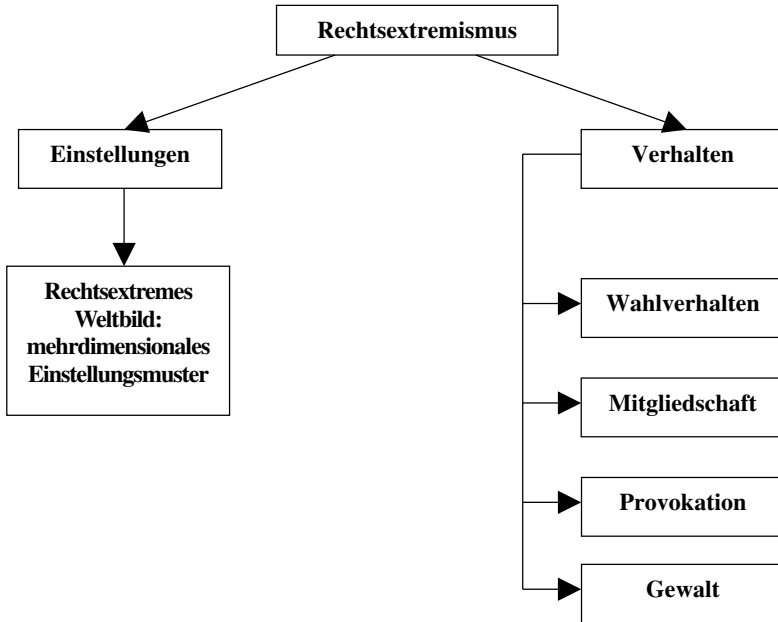 Rechtsextremismus
Einstellungen
Verhalten
Rechtsextremes
Weltbild:
mehrdimensionales
Einstellungsmuster
Wahlverhalten
Mitgliedschaft
Provokation
Gewalt